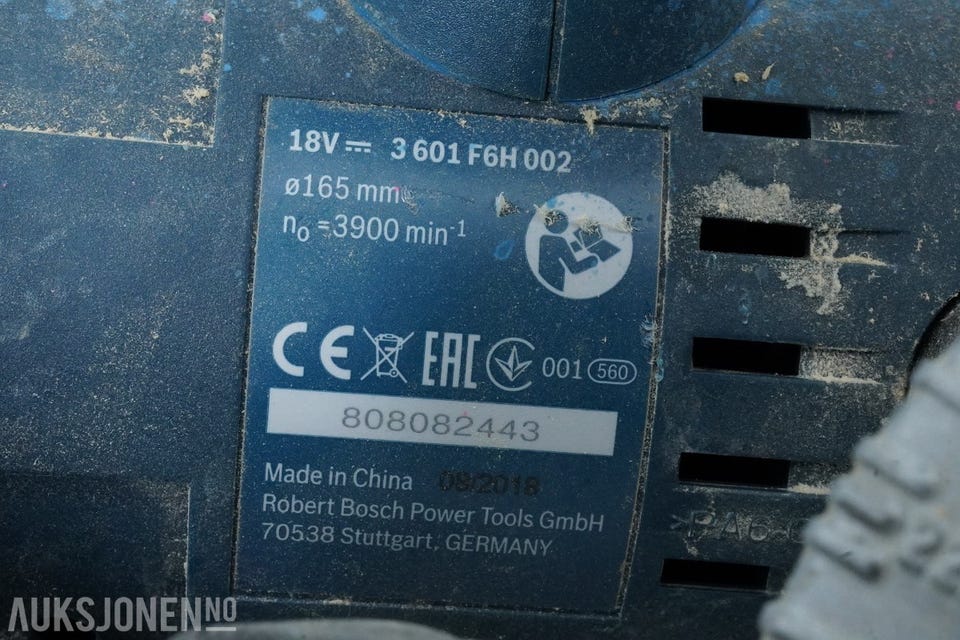 18V ⎓ 3 601 F6H 002
ø165 mm
n₀ =3900 min⁻¹
CE EAC 001 560
808082443
Made in China 08/2018
Robert Bosch Power Tools GmbH
70538 Stuttgart, GERMANY
AUKSJONEN.NO